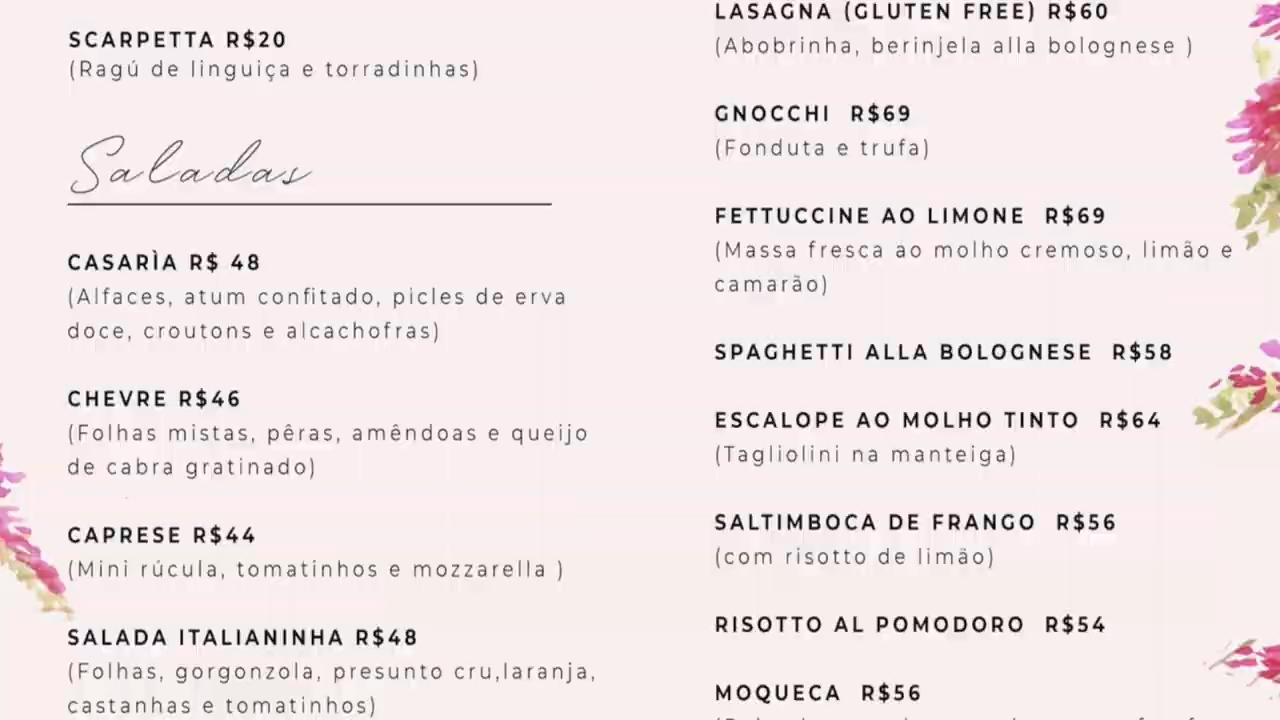 SCARPETTA R$20
(Ragú de linguiça e torradinhas)
Saladas
CASARÌA R$ 48
(Alfaces, atum confitado, picles de erva
doce, croutons e alcachofras)
CHEVRE R$46
(Folhas mistas, pêras, amêndoas e queijo
de cabra gratinado)
CAPRESE R$44
(Mini rúcula, tomatinhos e mozzarella )
SALADA ITALIANINHA R$48
(Folhas, gorgonzola, presunto cru,laranja,
castanhas e tomatinhos)
LASAGNA (GLUTEN FREE) R$60
(Abobrinha, berinjela alla bolognese )
GNOCCHI R$69
(Fonduta e trufa)
FETTUCCINE AO LIMONE R$69
(Massa fresca ao molho cremoso, limão e
camarão)
SPAGHETTI ALLA BOLOGNESE R$58
ESCALOPE AO MOLHO TINTO R$64
(Tagliolini na manteiga)
SALTIMBOCA DE FRANGO R$56
(com risotto de limão)
RISOTTO AL POMODORO R$54
MOQUECA R$56